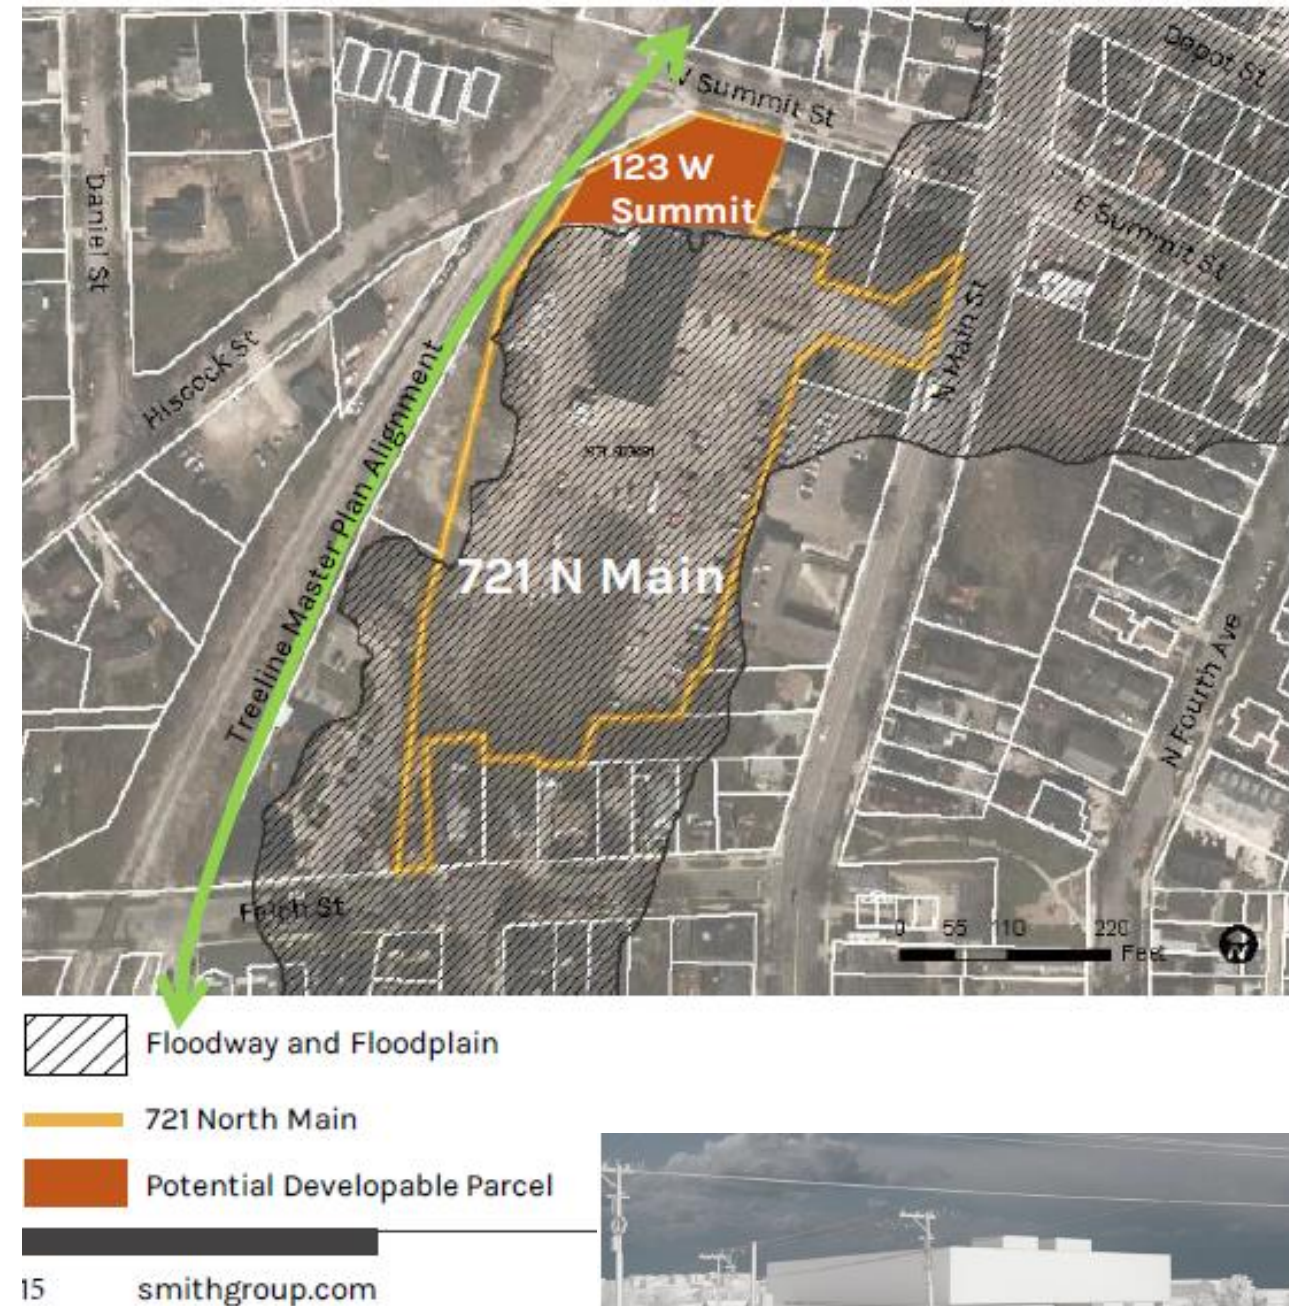 Depot St
W Summit St
123 W
Summit
E Summit St
Daniel St
Hiscock St
N Main St
Treeline Master Plan Alignment
721 N Main
N Fourth Ave
Felch St
0 55 110 220
Feet
N
Floodway and Floodplain
721 North Main
Potential Developable Parcel
15 smithgroup.com